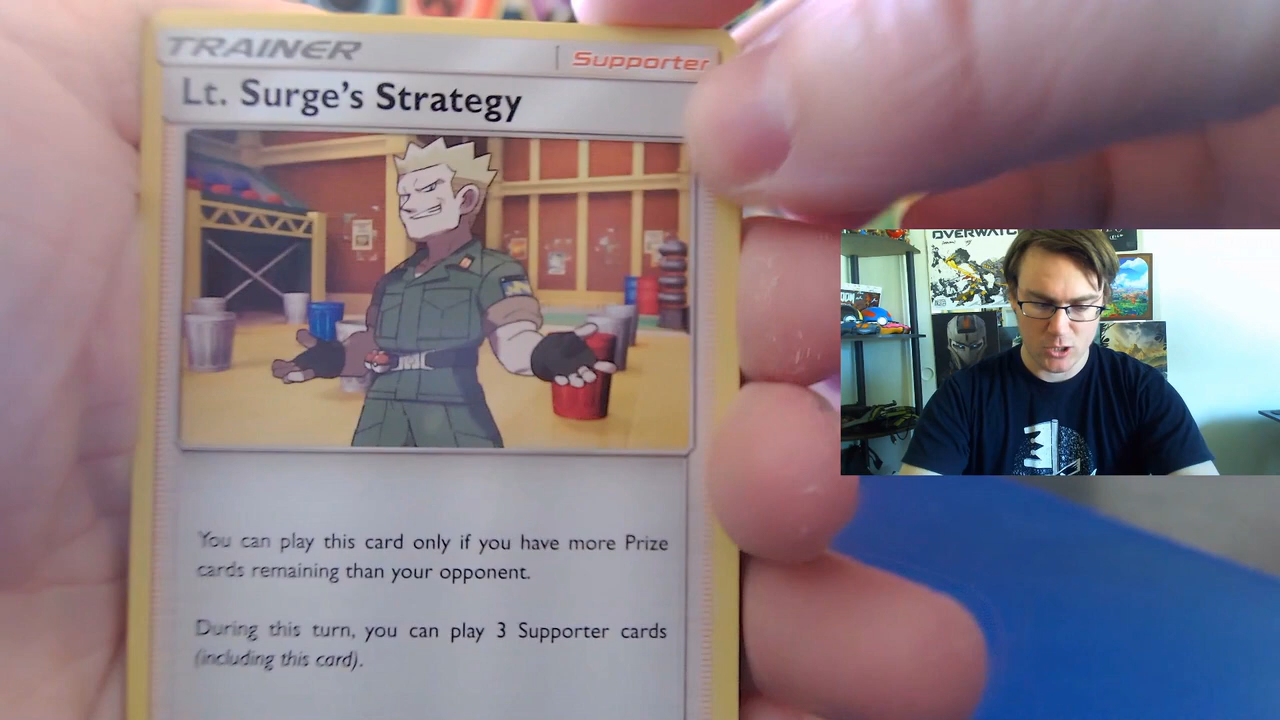 TRAINER
Supporter
Lt. Surge's Strategy
OVERWATCH
You can play this card only if you have more Prize
cards remaining than your opponent.
During this turn, you can play 3 Supporter cards
(including this card).